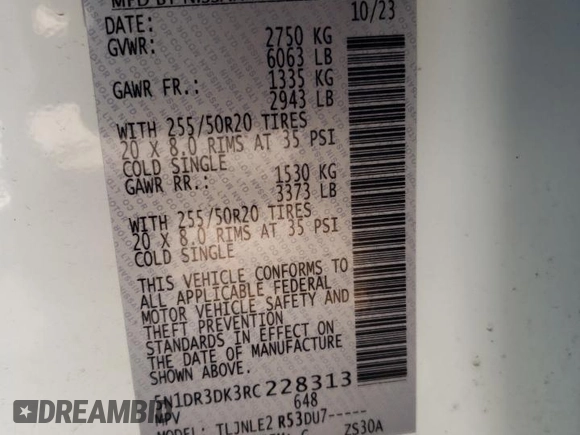 MFD BY NISSAN
DATE: 10/23
GVWR: 2750 KG
6063 LB
GAWR FR.: 1335 KG
2943 LB
WITH 255/50R20 TIRES
20 X 8.0 RIMS AT 35 PSI
COLD SINGLE
GAWR RR.: 1530 KG
3373 LB
WITH 255/50R20 TIRES
20 X 8.0 RIMS AT 35 PSI
COLD SINGLE
THIS VEHICLE CONFORMS TO
ALL APPLICABLE FEDERAL
MOTOR VEHICLE SAFETY AND
THEFT PREVENTION
STANDARDS IN EFFECT ON
THE DATE OF MANUFACTURE
SHOWN ABOVE.
5N1DR3DK3RC228313
MPV 648
MODEL: TLJNLE2 R53DU7-----
ZS30A
DREAMBID.COM